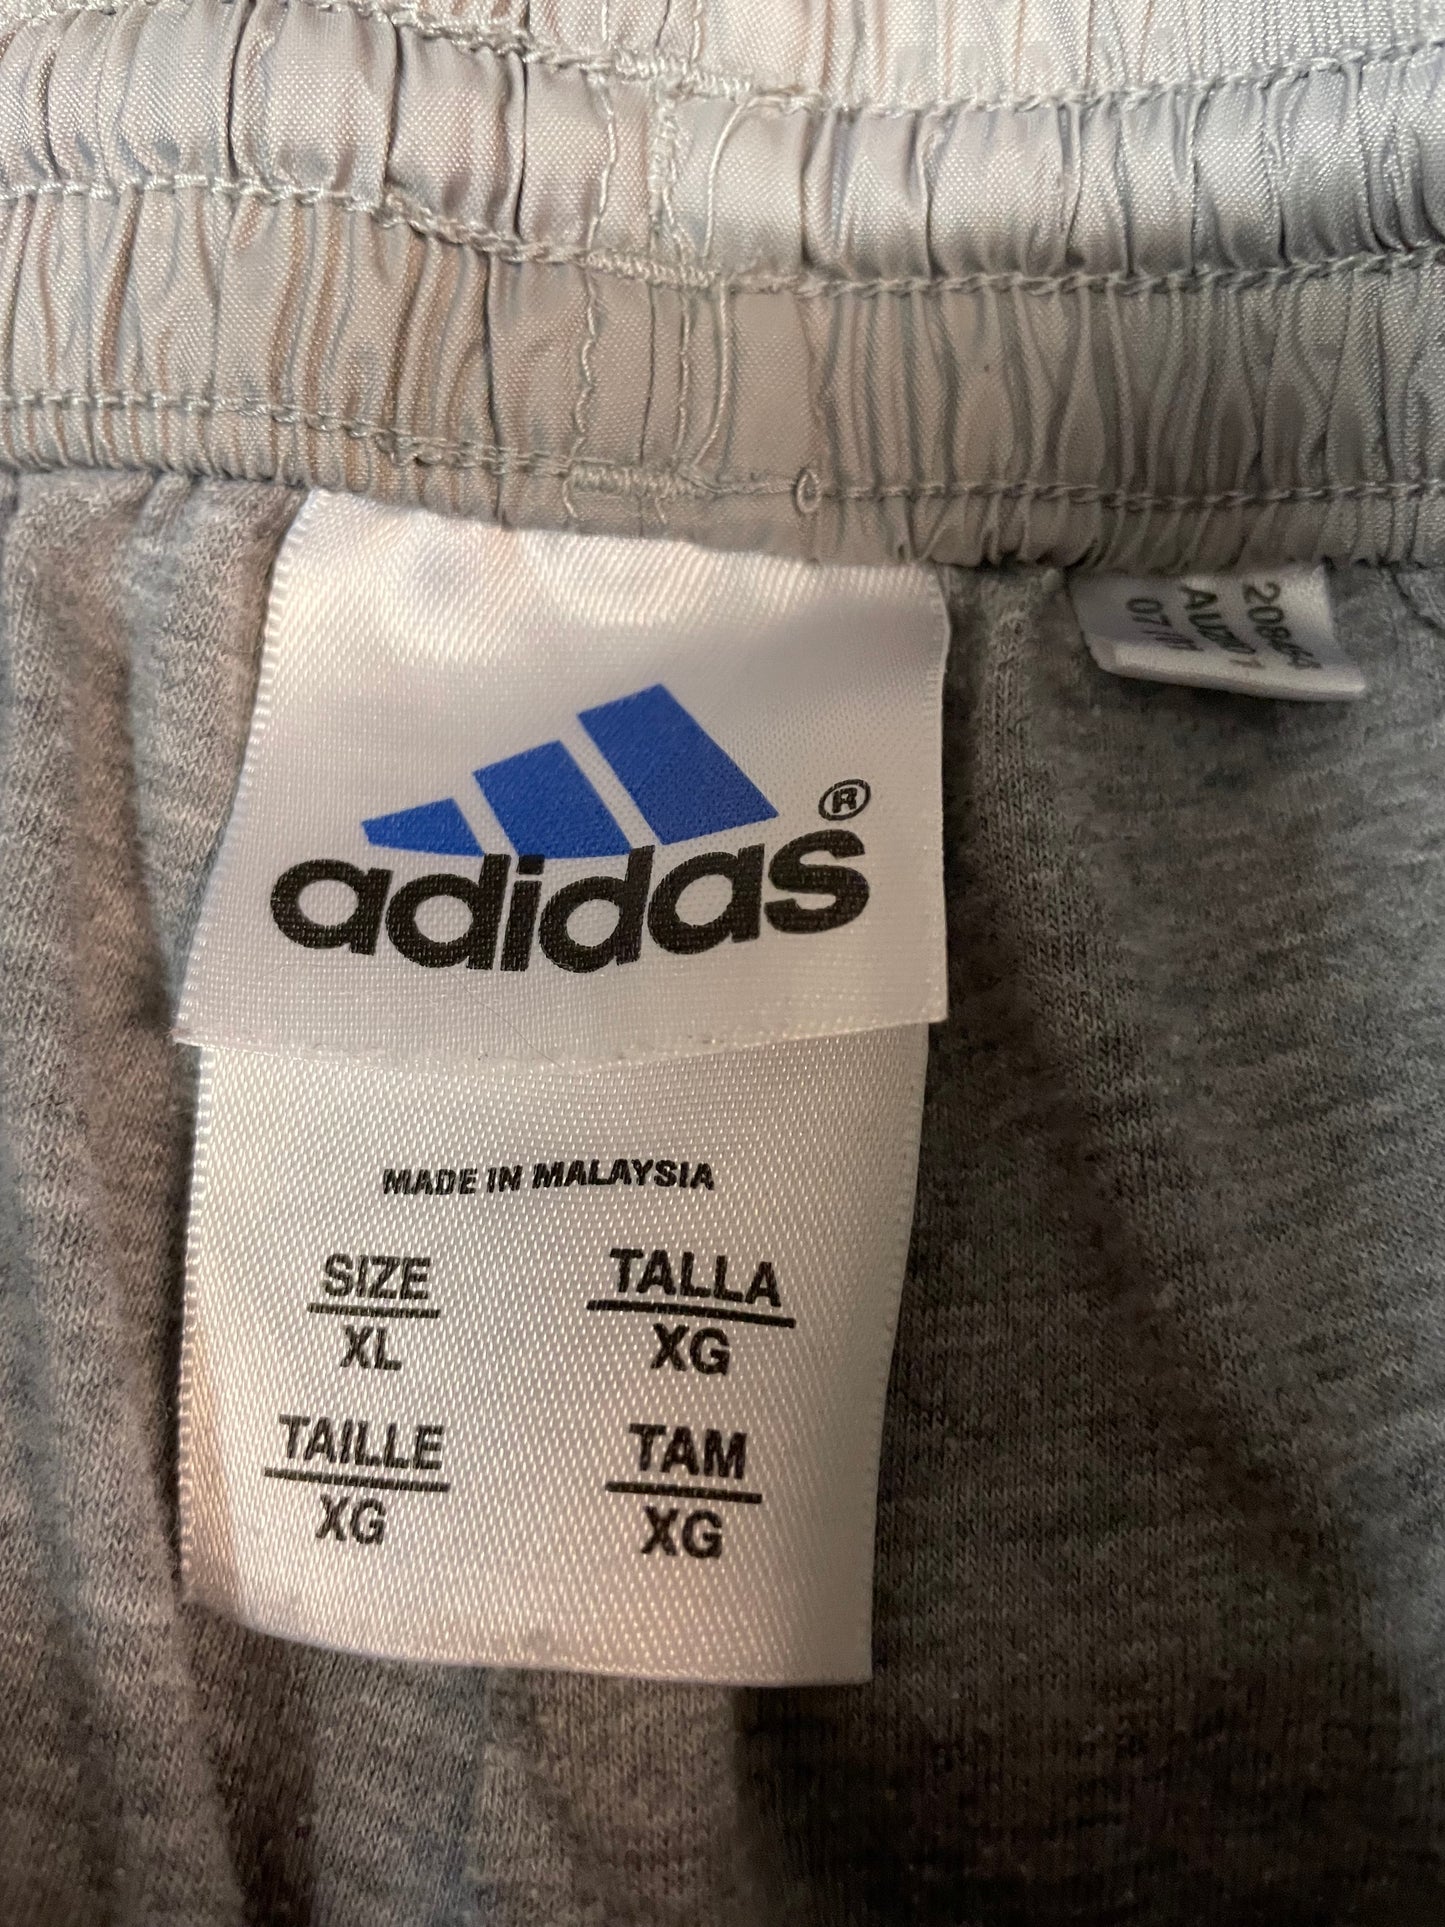 adidas®
MADE IN MALAYSIA
SIZE TALLA
XL XG
TAILLE TAM
XG XG